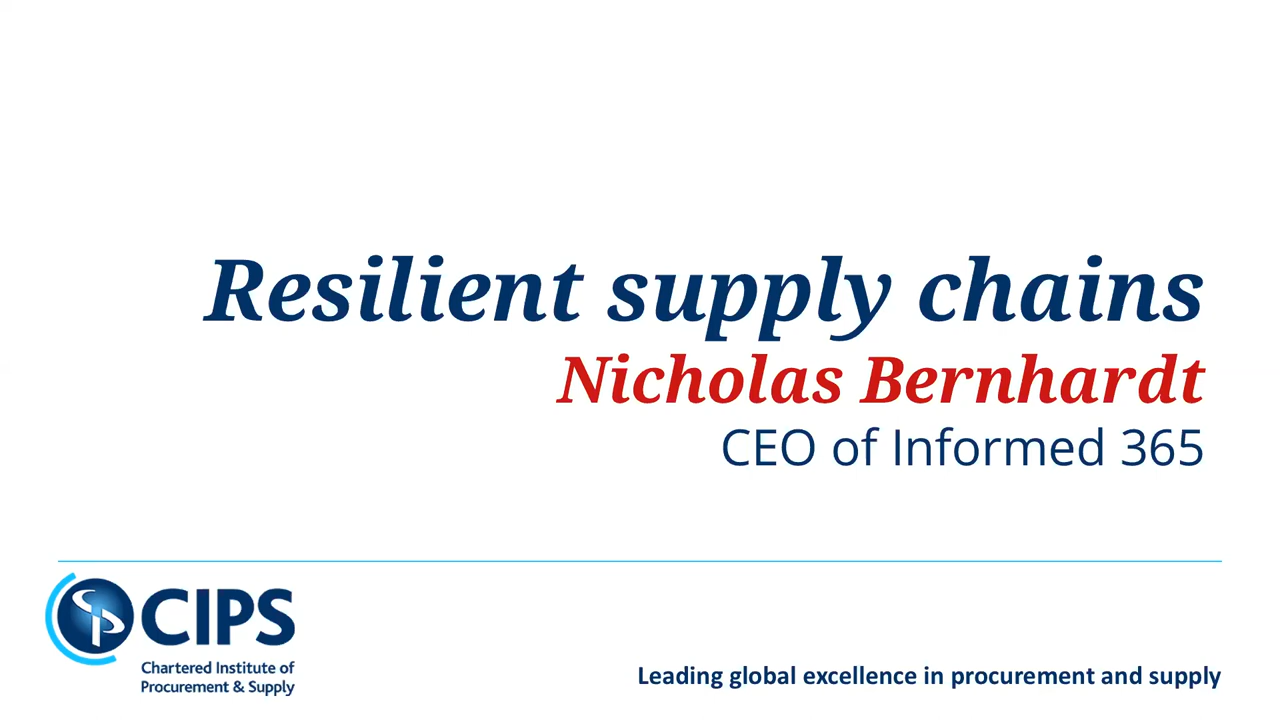 Resilient supply chains
Nicholas Bernhardt
CEO of Informed 365
CIPS
Chartered Institute of
Procurement & Supply
Leading global excellence in procurement and supply